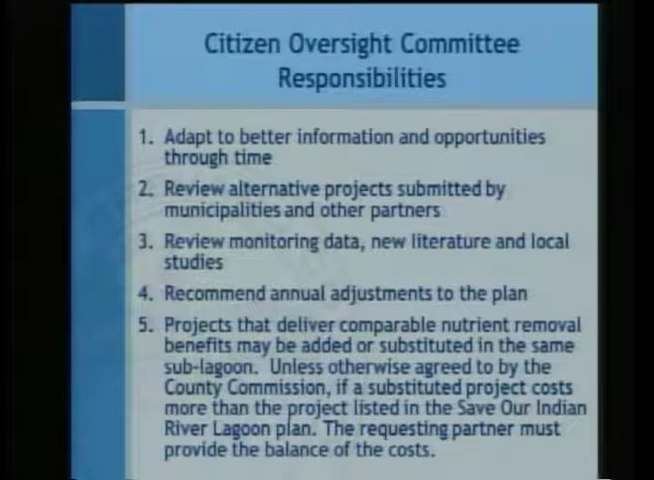 Citizen Oversight Committee
Responsibilities
1. Adapt to better information and opportunities
through time
2. Review alternative projects submitted by
municipalities and other partners
3. Review monitoring data, new literature and local
studies
4. Recommend annual adjustments to the plan
5. Projects that deliver comparable nutrient removal
benefits may be added or substituted in the same
sub-lagoon. Unless otherwise agreed to by the
County Commission, if a substituted project costs
more than the project listed in the Save Our Indian
River Lagoon plan. The requesting partner must
provide the balance of the costs.